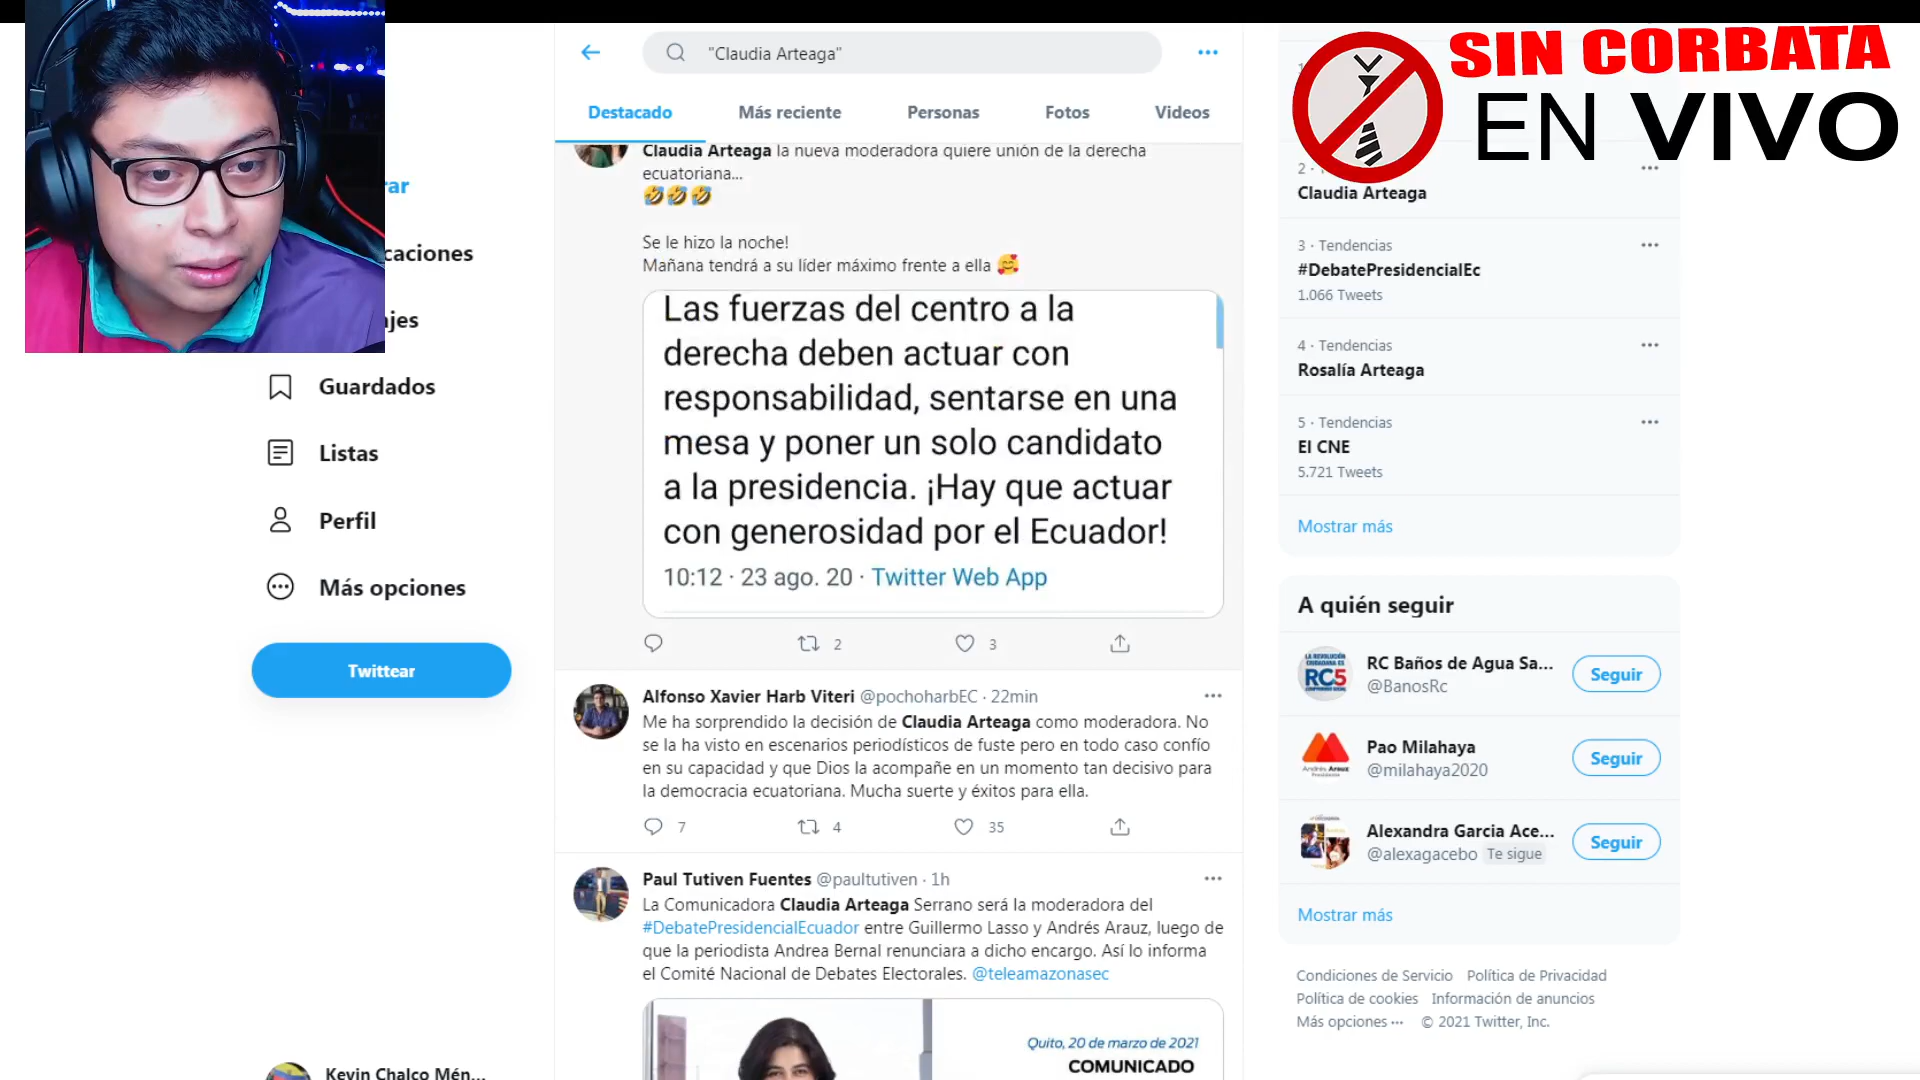 "Claudia Arteaga"
Destacado
Más reciente
Personas
Fotos
Videos
SIN CORBATA
EN VIVO
Guardados
Listas
Perfil
Más opciones
Twittear
Kevin Chalco Mén...
Claudia Arteaga la nueva moderadora quiere unión de la derecha
ecuatoriana...
🤣🤣🤣
Se le hizo la noche!
Mañana tendrá a su líder máximo frente a ella 🥰
Las fuerzas del centro a la
derecha deben actuar con
responsabilidad, sentarse en una
mesa y poner un solo candidato
a la presidencia. ¡Hay que actuar
con generosidad por el Ecuador!
10:12 · 23 ago. 20 · Twitter Web App
2
3
Alfonso Xavier Harb Viteri @pochoharbEC · 22min
Me ha sorprendido la decisión de Claudia Arteaga como moderadora. No
se la ha visto en escenarios periodísticos de fuste pero en todo caso confío
en su capacidad y que Dios la acompañe en un momento tan decisivo para
la democracia ecuatoriana. Mucha suerte y éxitos para ella.
7
4
35
Paul Tutiven Fuentes @paultutiven · 1h
La Comunicadora Claudia Arteaga Serrano será la moderadora del
#DebatePresidencialEcuador entre Guillermo Lasso y Andrés Arauz, luego de
que la periodista Andrea Bernal renunciara a dicho encargo. Así lo informa
el Comité Nacional de Debates Electorales. @teleamazonasec
Quito, 20 de marzo de 2021
COMUNICADO
Claudia Arteaga
3 · Tendencias
#DebatePresidencialEc
1.066 Tweets
4 · Tendencias
Rosalía Arteaga
5 · Tendencias
El CNE
5.721 Tweets
Mostrar más
A quién seguir
RC Baños de Agua Sa...
@BanosRc
Seguir
Pao Milahaya
@milahaya2020
Seguir
Alexandra Garcia Ace...
@alexagacebo Te sigue
Seguir
Mostrar más
Condiciones de Servicio Política de Privacidad
Política de cookies Información de anuncios
Más opciones ··· © 2021 Twitter, Inc.